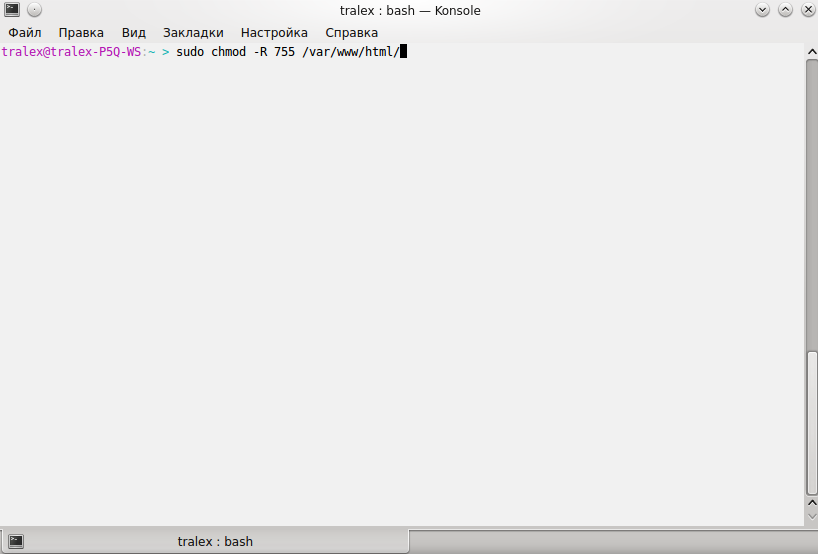 tralex : bash — Konsole
Файл Правка Вид Закладки Настройка Справка
tralex@tralex-P5Q-WS:~ > sudo chmod -R 755 /var/www/html/
tralex : bash